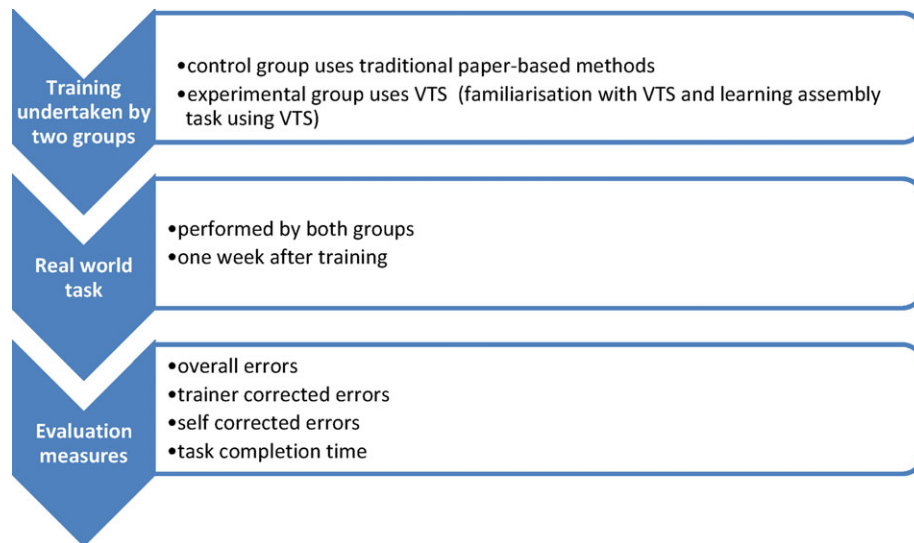 Training
undertaken by
two groups
•control group uses traditional paper-based methods
•experimental group uses VTS (familiarisation with VTS and learning assembly
task using VTS)
Real world
task
•performed by both groups
•one week after training
Evaluation
measures
•overall errors
•trainer corrected errors
•self corrected errors
•task completion time